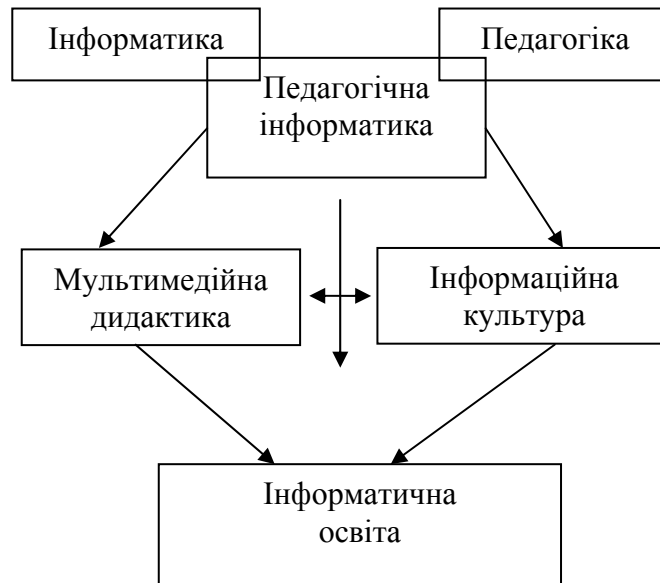 Інформатика
Педагогіка
Педагогічна
інформатика
Мультимедійна
дидактика
Інформаційна
культура
Інформатична
освіта